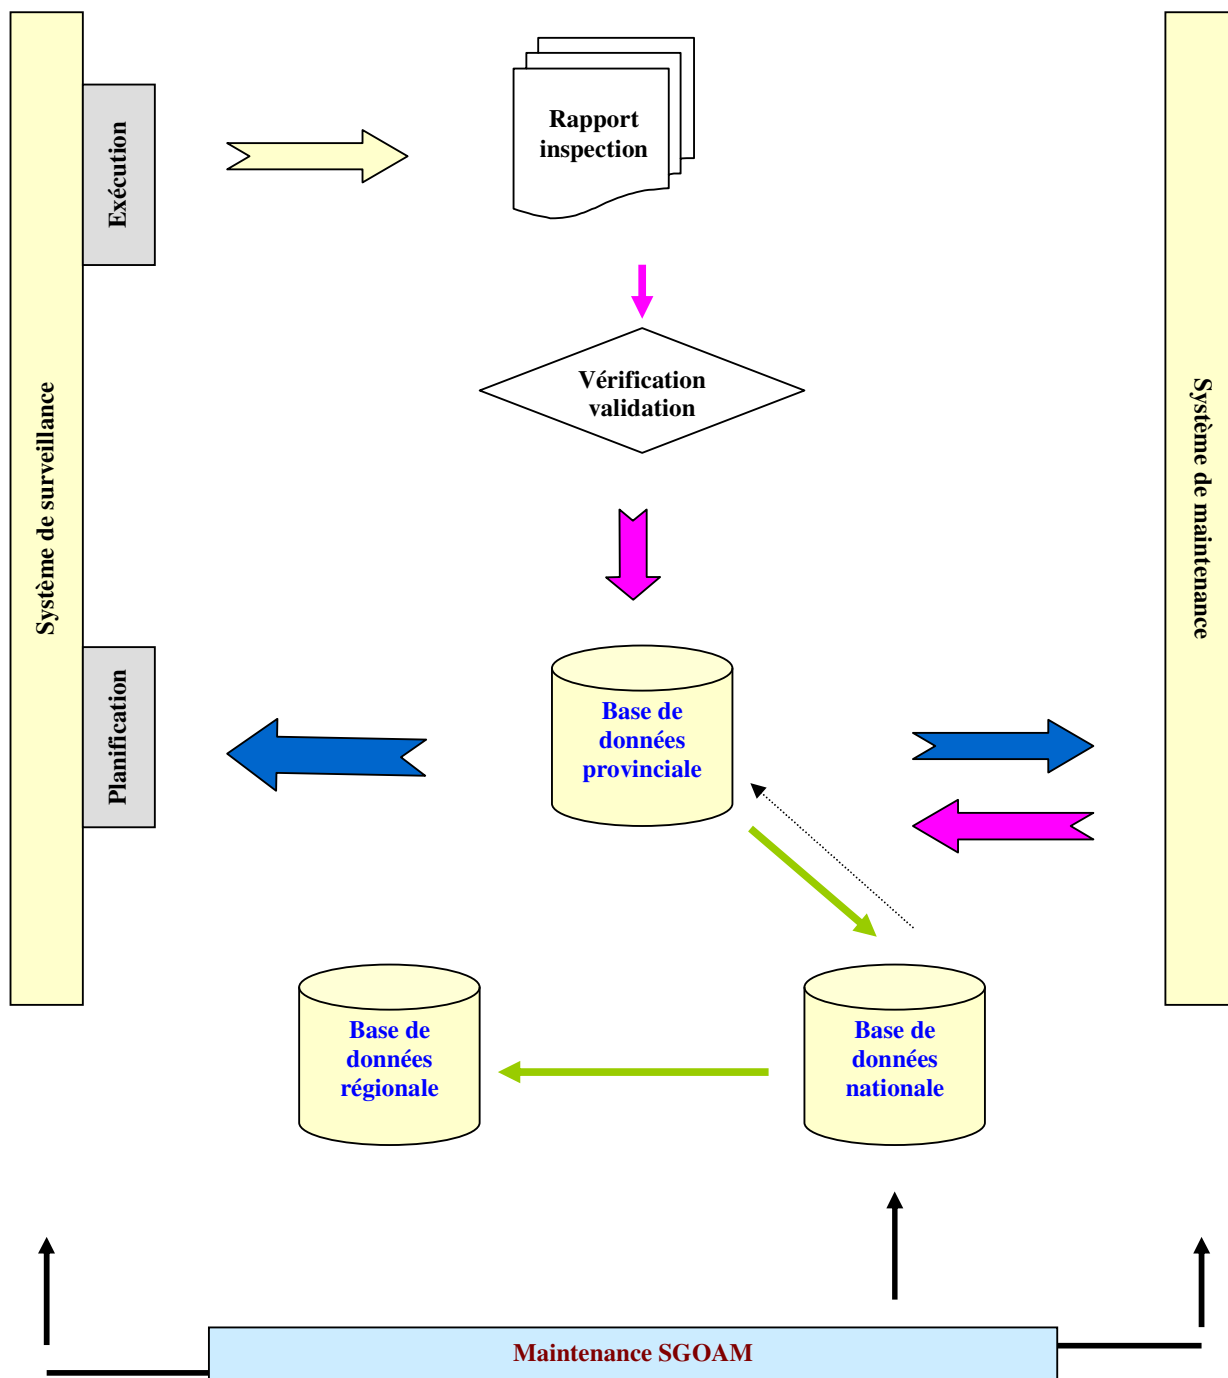 Rapport
inspection
Exécution
Vérification
validation
Système de surveillance
Système de maintenance
Planification
Base de
données
provinciale
Base de
données
régionale
Base de
données
nationale
Maintenance SGOAM